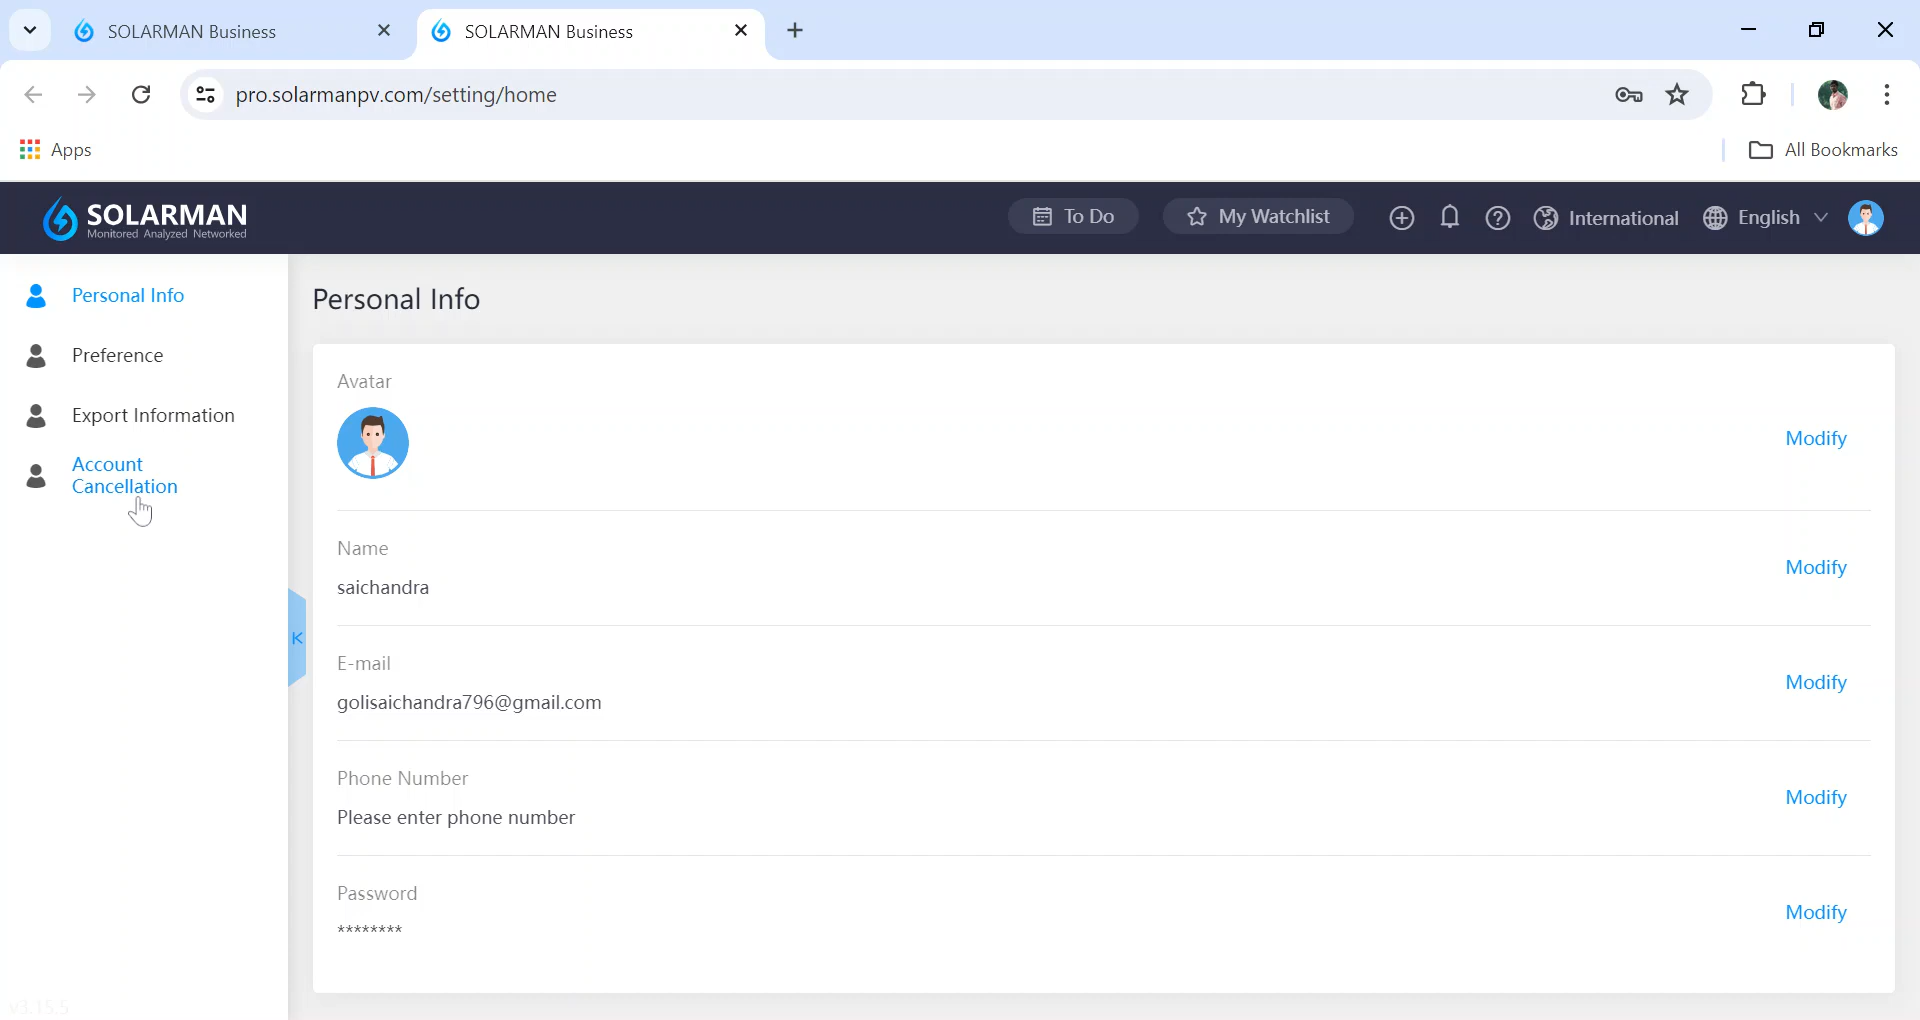 SOLARMAN Business
SOLARMAN Business
pro.solarmanpv.com/setting/home
Apps
All Bookmarks
SOLARMAN
Monitored Analyzed Networked
To Do
My Watchlist
International
English
Personal Info
Preference
Export Information
Account
Cancellation
Personal Info
Avatar
Modify
Name
saichandra
Modify
E-mail
golisaichandra796@gmail.com
Modify
Phone Number
Please enter phone number
Modify
Password
********
Modify
v3.15.5